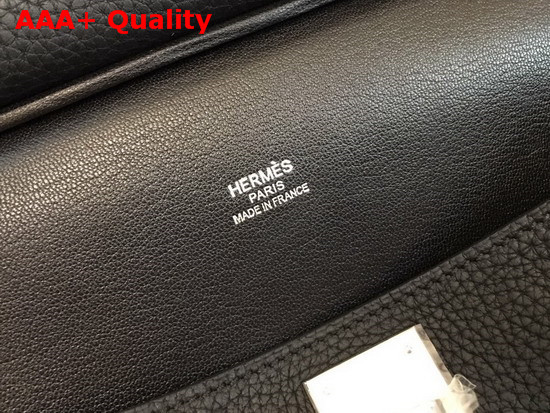 AAA+ Quality
HERMÈS
PARIS
MADE IN FRANCE